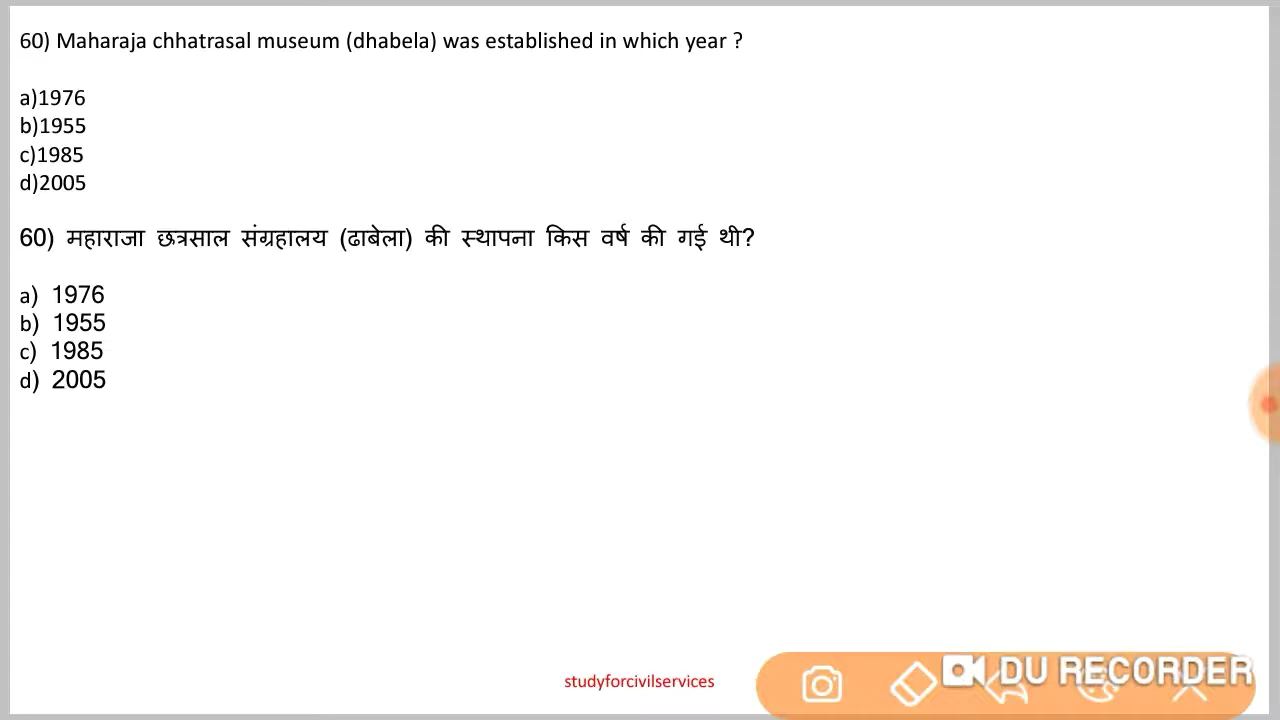 60) Maharaja chhatrasal museum (dhabela) was established in which year ?
a)1976
b)1955
c)1985
d)2005
60) महाराजा छत्रसाल संग्रहालय (ढाबेला) की स्थापना किस वर्ष की गई थी?
a) 1976
b) 1955
c) 1985
d) 2005
studyforcivilservices
DU RECORDER